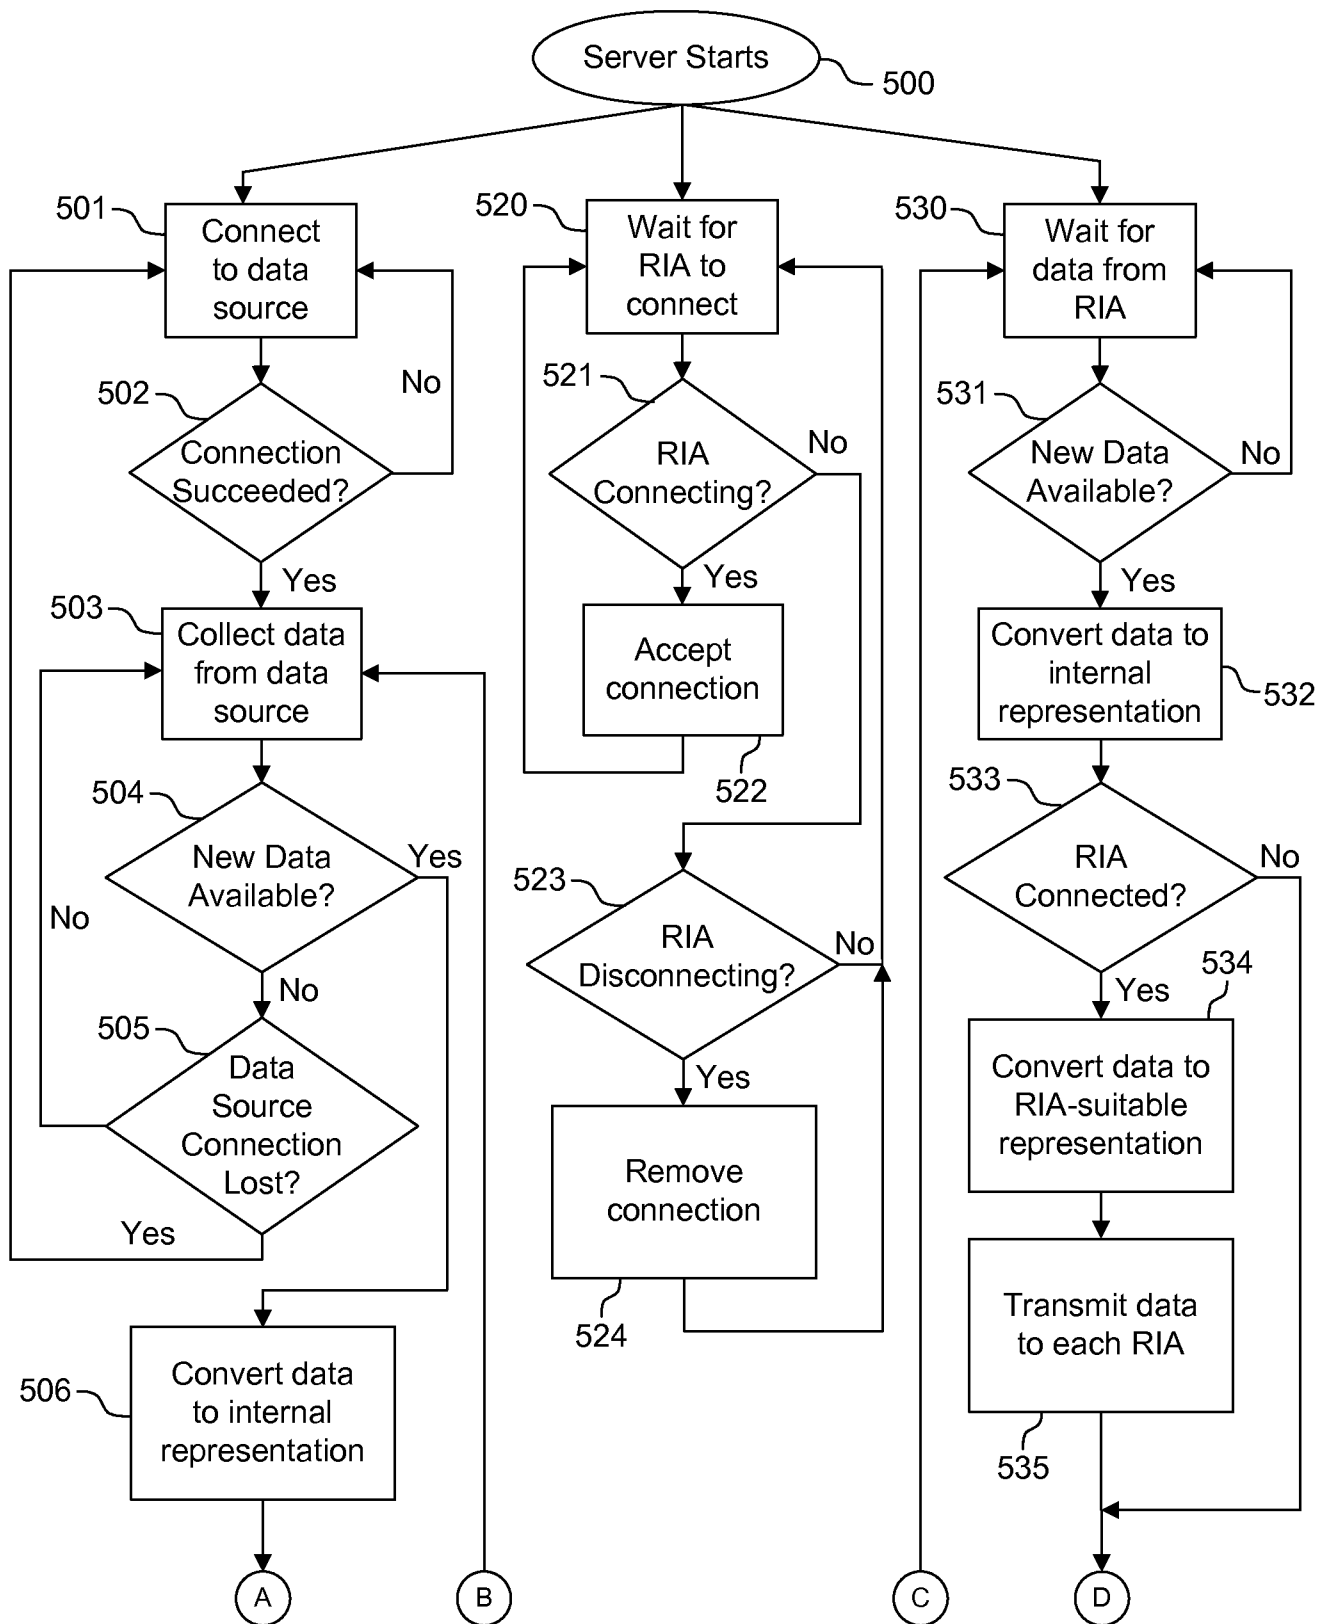 Server Starts
500
501
Connect
to data
source
502
No
Connection
Succeeded?
Yes
503
Collect data
from data
source
504
New Data
Available?
Yes
No
No
505
Data
Source
Connection
Lost?
Yes
506
Convert data
to internal
representation
A
B
520
Wait for
RIA to
connect
521
RIA
Connecting?
No
Yes
Accept
connection
522
523
RIA
Disconnecting?
No
Yes
Remove
connection
524
530
Wait for
data from
RIA
531
New Data
Available?
No
Yes
Convert data to
internal
representation
532
533
RIA
Connected?
No
Yes
534
Convert data to
RIA-suitable
representation
Transmit data
to each RIA
535
C
D